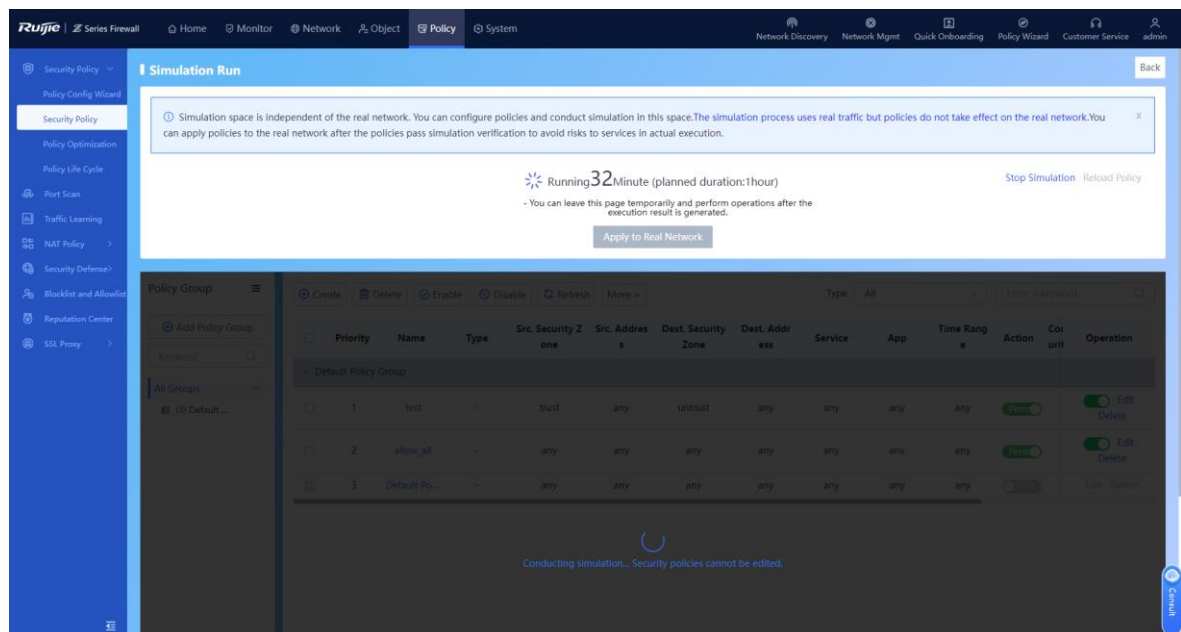 Ruijie | Z Series Firewall Home Monitor Network Object Policy System Network Discovery Network Mgmt Quick Onboarding Policy Wizard Customer Service admin
Security Policy
Policy Config Wizard
Security Policy
Policy Optimization
Policy Life Cycle
Port Scan
Traffic Learning
NAT Policy >
Security Defense>
Blocklist and Allowlist
Reputation Center
SSL Proxy >
Simulation Run Back
Simulation space is independent of the real network. You can configure policies and conduct simulation in this space.The simulation process uses real traffic but policies do not take effect on the real network.You X
can apply policies to the real network after the policies pass simulation verification to avoid risks to services in actual execution.
Running32Minute (planned duration:1hour) Stop Simulation Reload Policy
- You can leave this page temporarily and perform operations after the
execution result is generated.
Apply to Real Network
Policy Group
Add Policy Group
Keyword
All Groups
(3) Default ...
Create Delete Enable Disable Refresh More Type All Enter a keyword
Priority Name Type Src. Security Z Src. Addres Dest. Security Dest. Addr Service App Time Rang Action Operation
one s Zone ess e
Default Policy Group
1 test - trust any untrust any any any any Permit Edit
Delete
2 allow_all - any any any any any any any Permit Edit
Delete
3 Default Po... - any any any any any any any Edit Delete
Conducting simulation... Security policies cannot be edited.
Consult